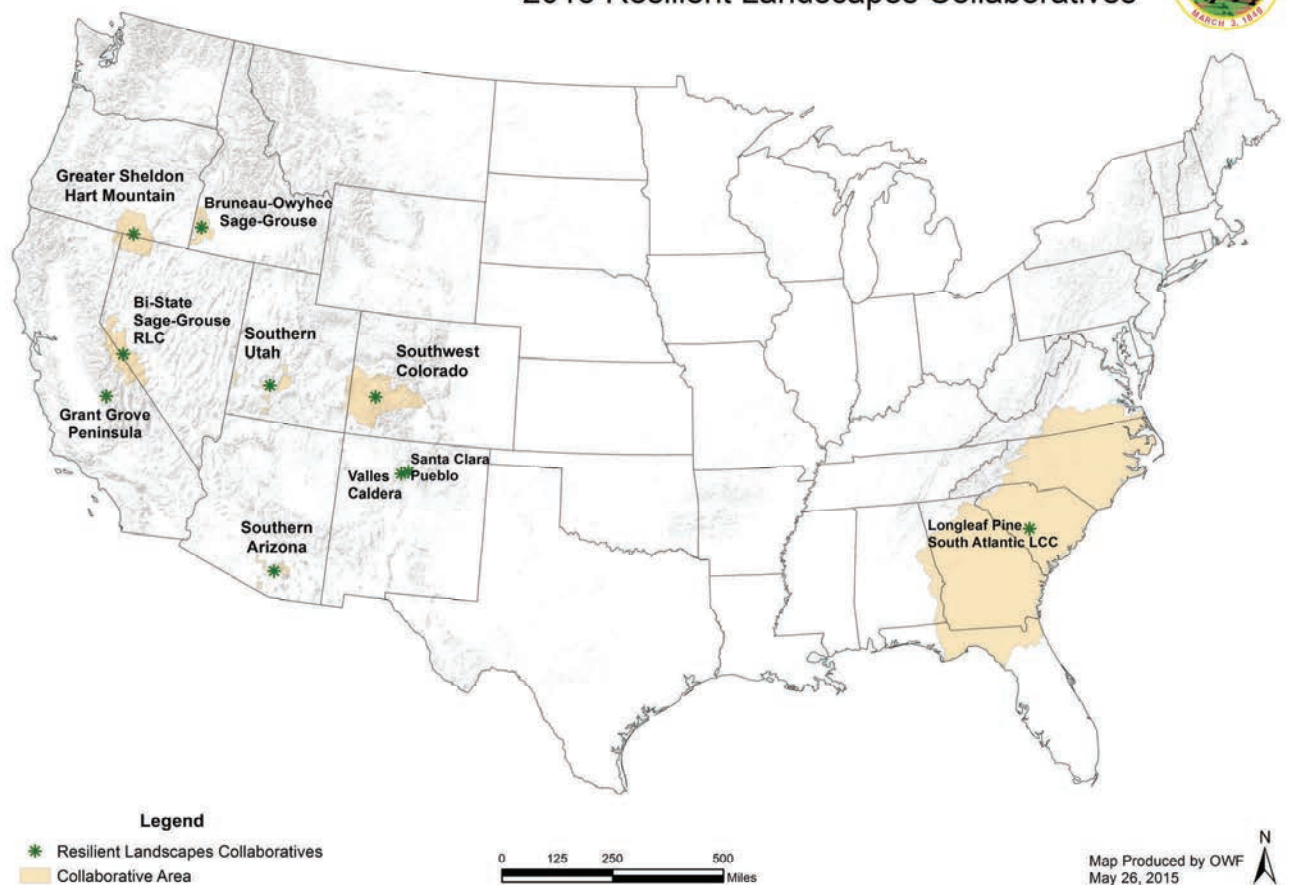 2015 Resilient Landscapes Collaboratives
MARCH 3, 1849
Greater Sheldon
Hart Mountain
Bruneau-Owyhee
Sage-Grouse
Bi-State
Sage-Grouse
RLC
Southern
Utah
Southwest
Colorado
Grant Grove
Peninsula
Valles
Caldera
Santa Clara
Pueblo
Southern
Arizona
Longleaf Pine
South Atlantic LCC
Legend
Resilient Landscapes Collaboratives
Collaborative Area
0 125 250 500
Miles
N
Map Produced by OWF
May 26, 2015